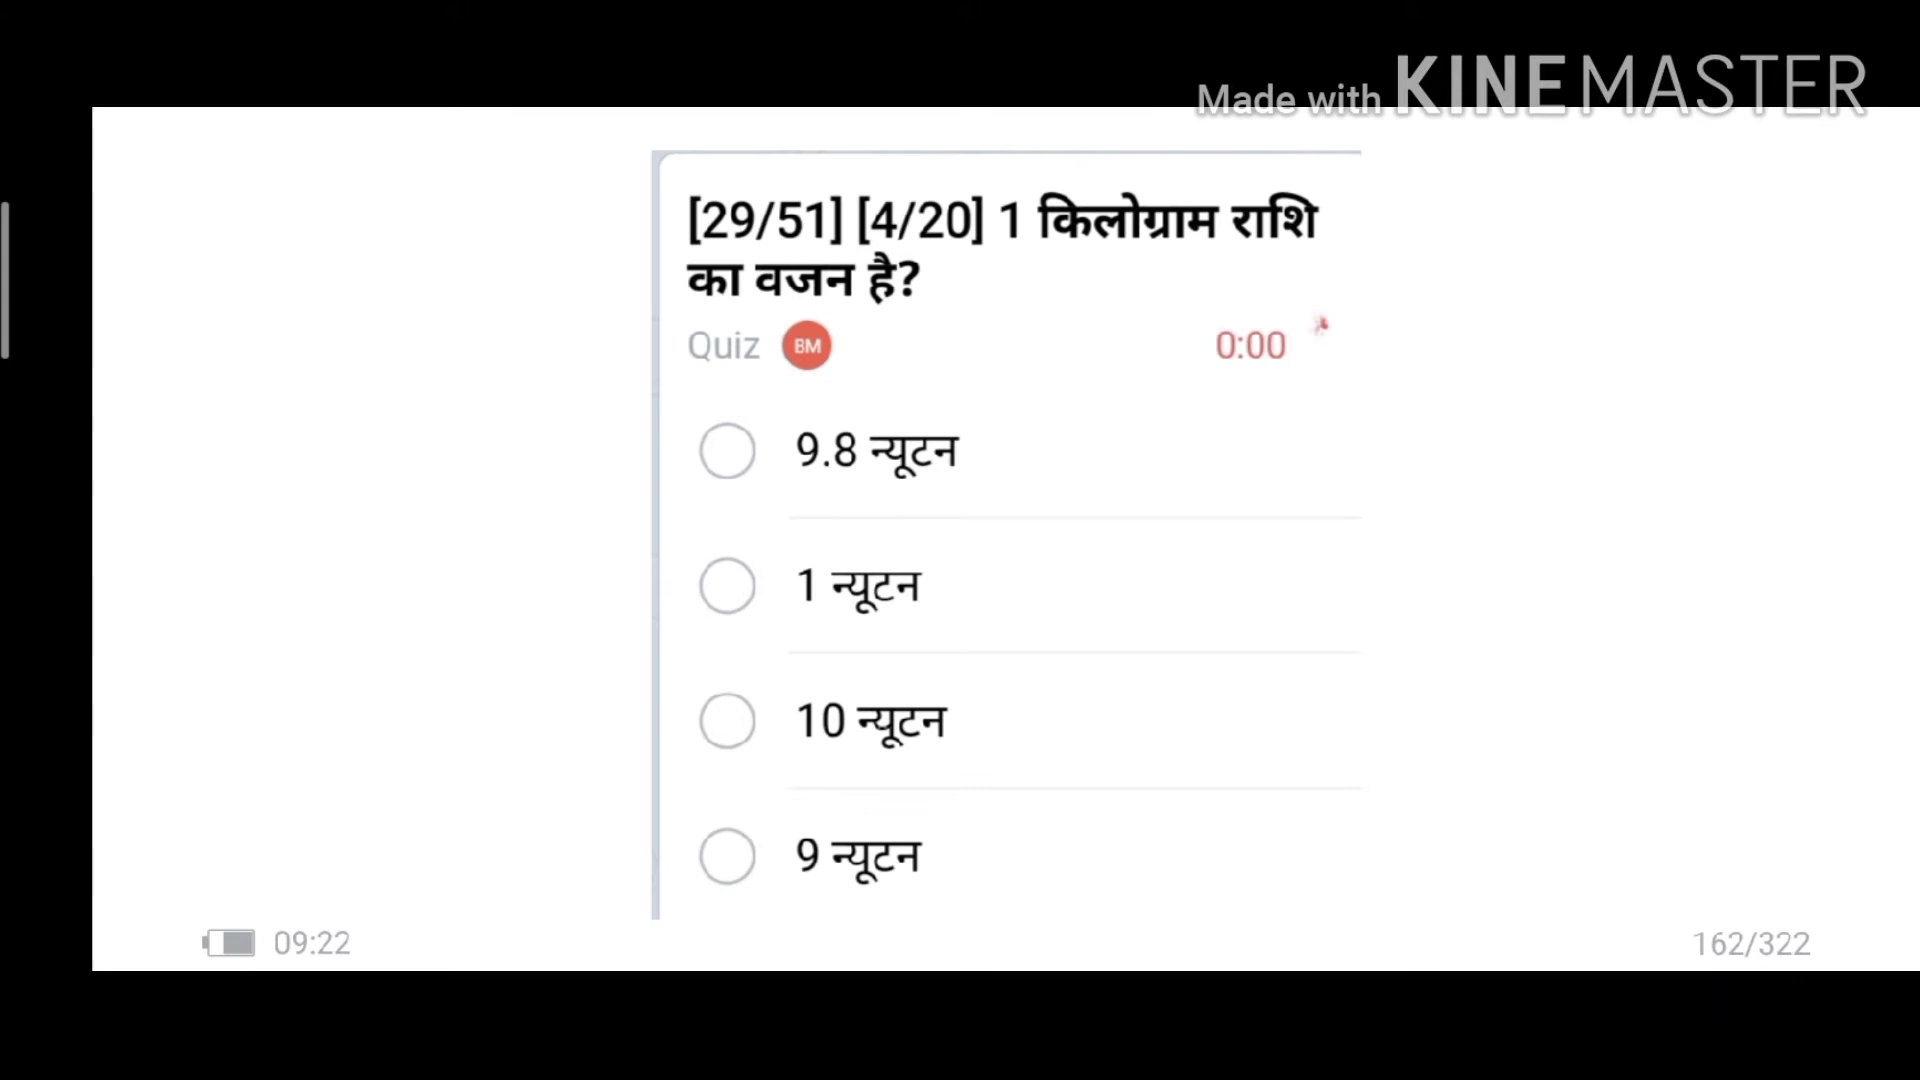 Made with KINEMASTER
[29/51] [4/20] 1 किलोग्राम राशि
का वजन है?
Quiz BM 0:00
9.8 न्यूटन
1 न्यूटन
10 न्यूटन
9 न्यूटन
09:22 162/322